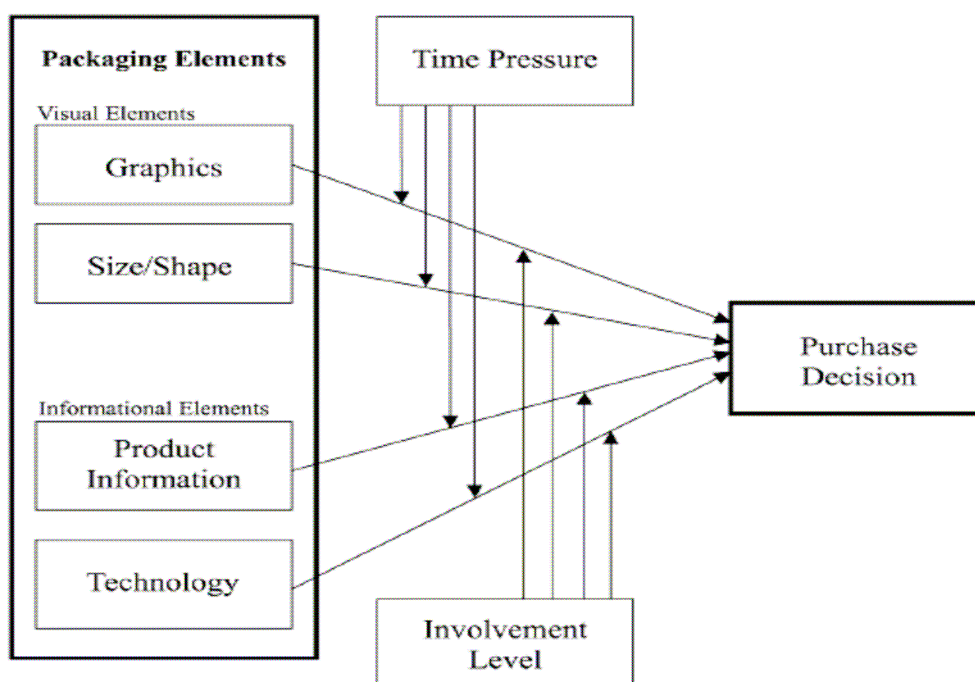 Packaging Elements
Visual Elements
Graphics
Size/Shape
Informational Elements
Product
Information
Technology
Time Pressure
Involvement
Level
Purchase
Decision